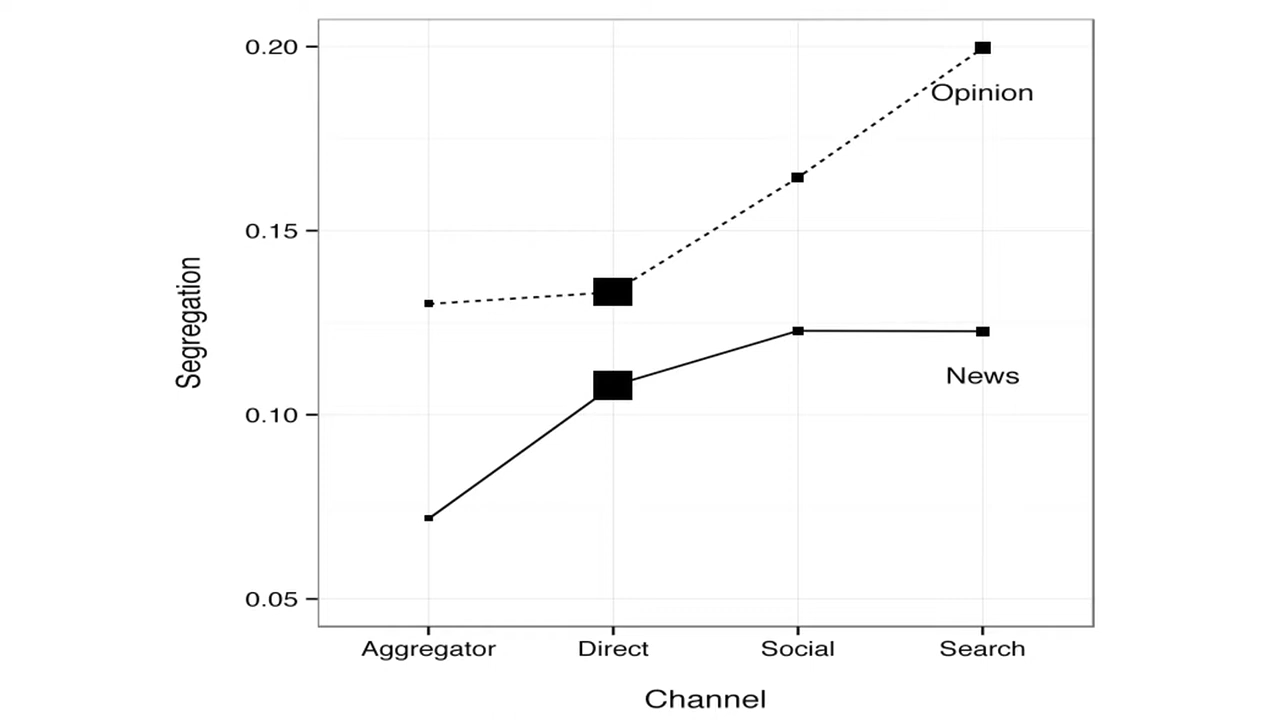 0.20
Opinion
0.15
Segregation
News
0.10
0.05
Aggregator Direct Social Search
Channel